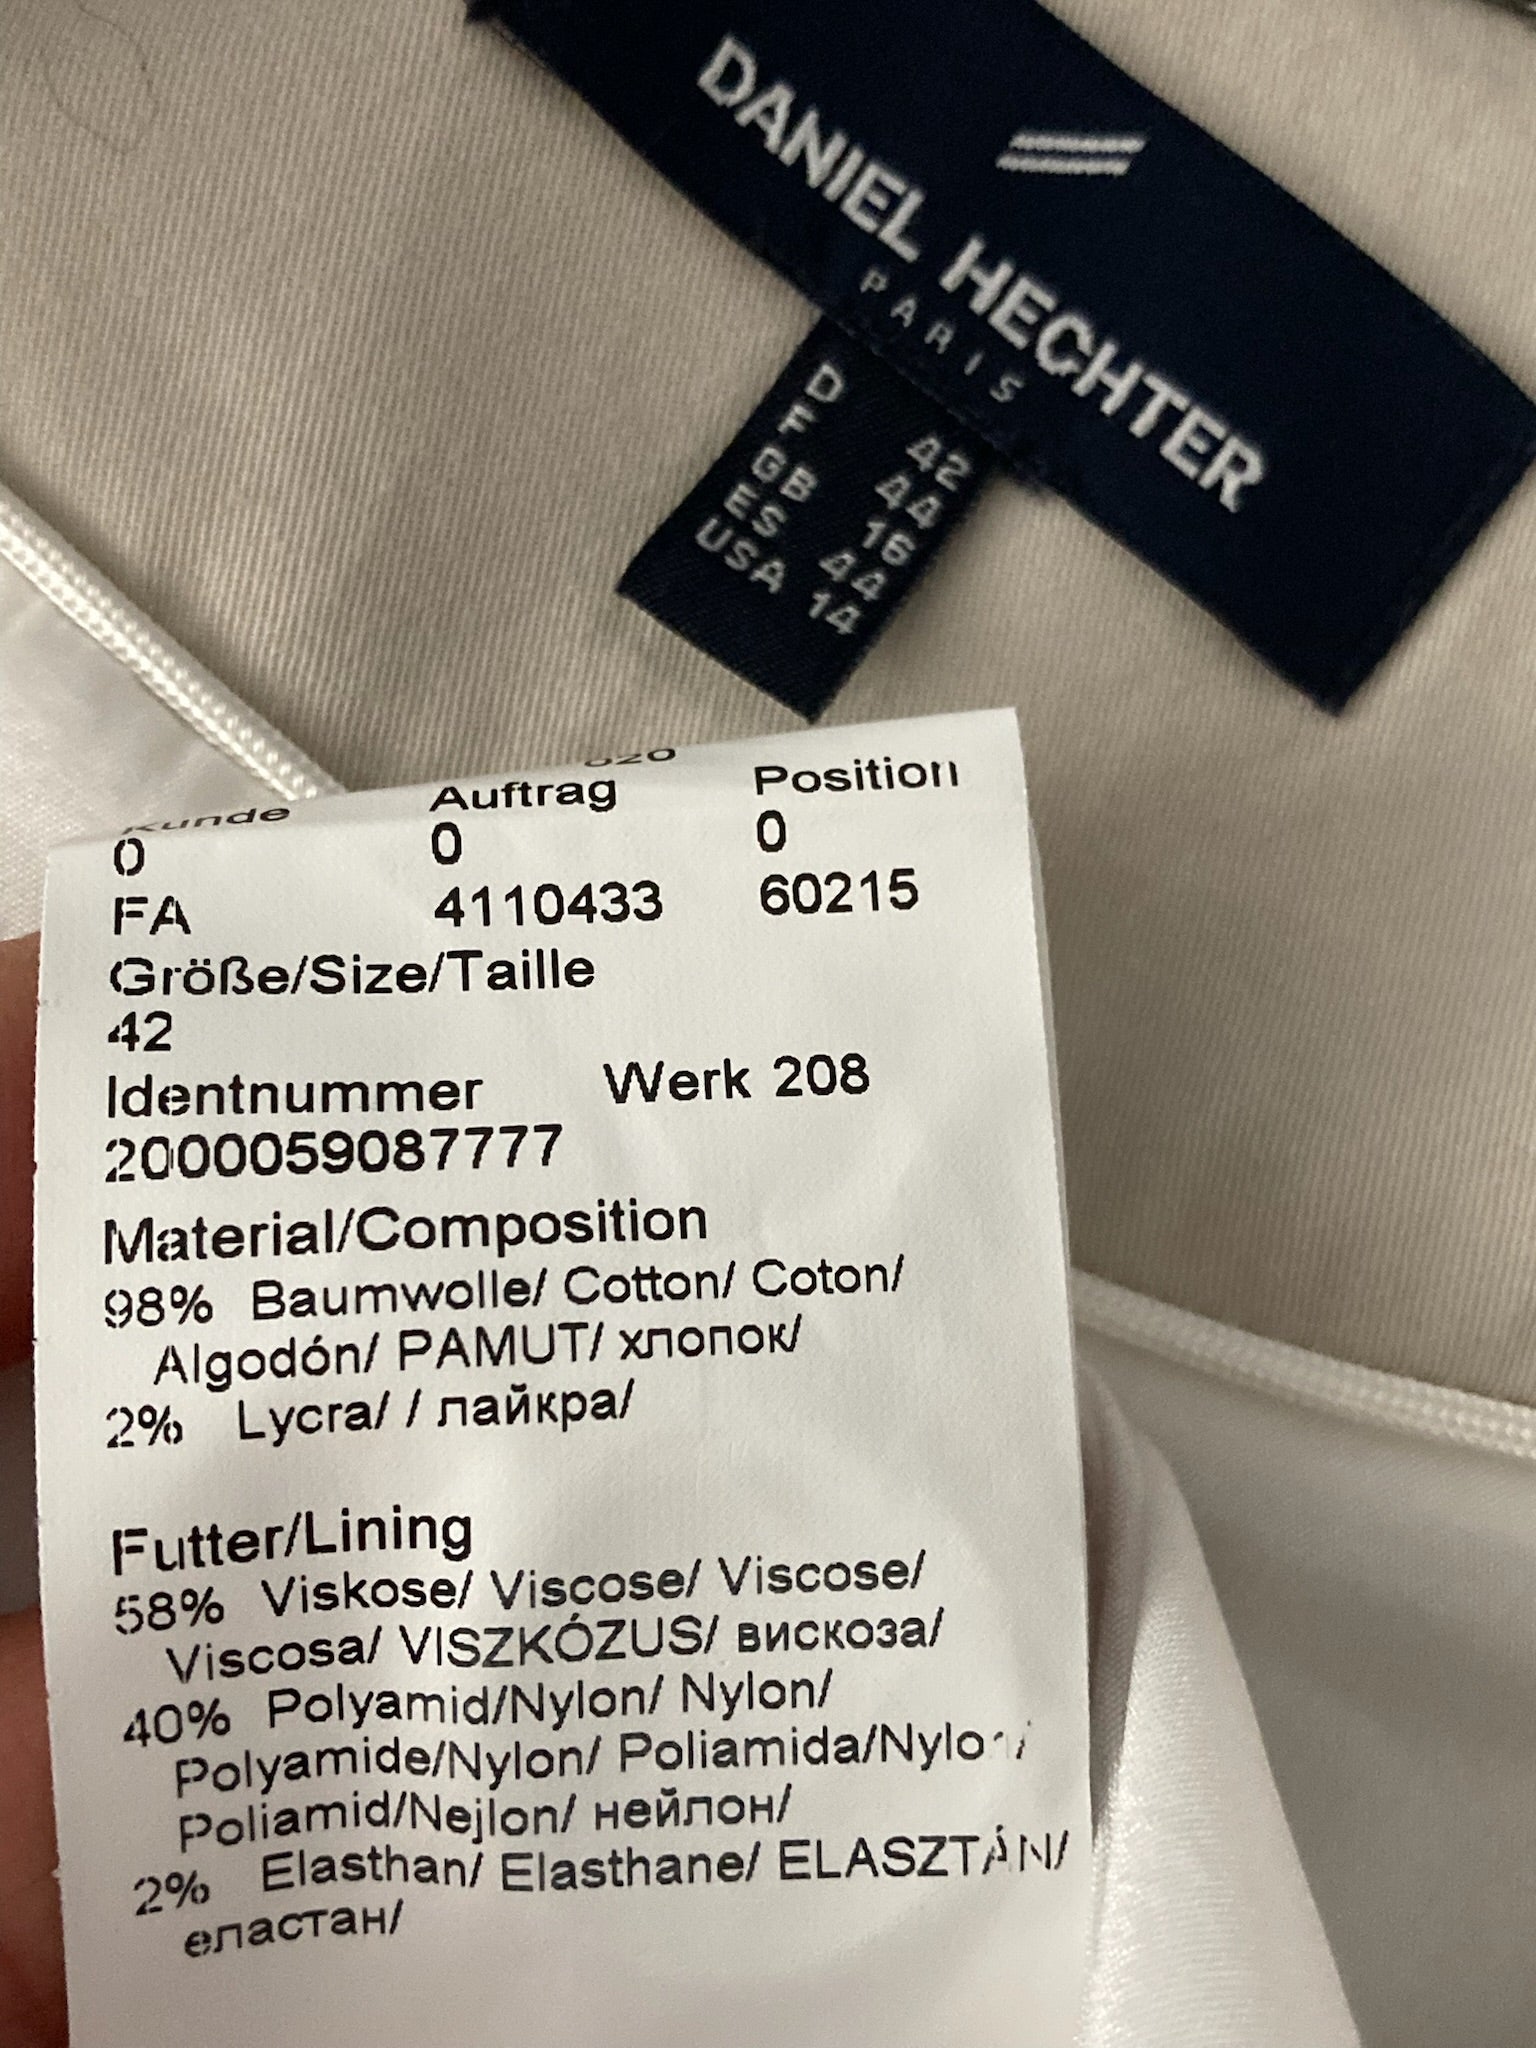 DANIEL HECHTER
PARIS
D 42
F 44
GB 16
ES 44
USA 14
Kunde Auftrag Position
0 0 0
FA 4110433 60215
Größe/Size/Taille
42
Identnummer Werk 208
2000059087777
Material/Composition
98% Baumwolle/ Cotton/ Coton/
Algodón/ PAMUT/ хлопок/
2% Lycra/ / лайкра/
Futter/Lining
58% Viskose/ Viscose/ Viscose/
Viscosa/ VISZKÓZUS/ вискоза/
40% Polyamid/Nylon/ Nylon/
Polyamide/Nylon/ Poliamida/Nylon/
Poliamid/Nejlon/ нейлон/
2% Elasthan/ Elasthane/ ELASZTÁN/
еластан/